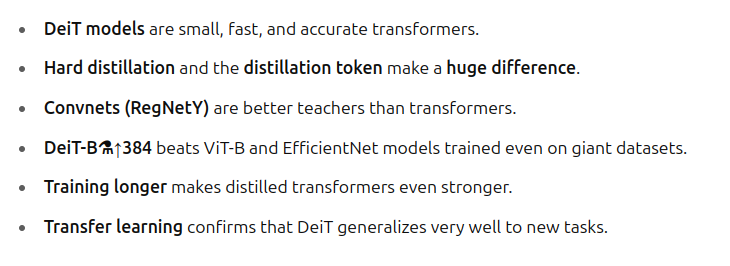 • DeiT models are small, fast, and accurate transformers.
• Hard distillation and the distillation token make a huge difference.
• Convnets (RegNetY) are better teachers than transformers.
• DeiT-B⚗↑384 beats ViT-B and EfficientNet models trained even on giant datasets.
• Training longer makes distilled transformers even stronger.
• Transfer learning confirms that DeiT generalizes very well to new tasks.